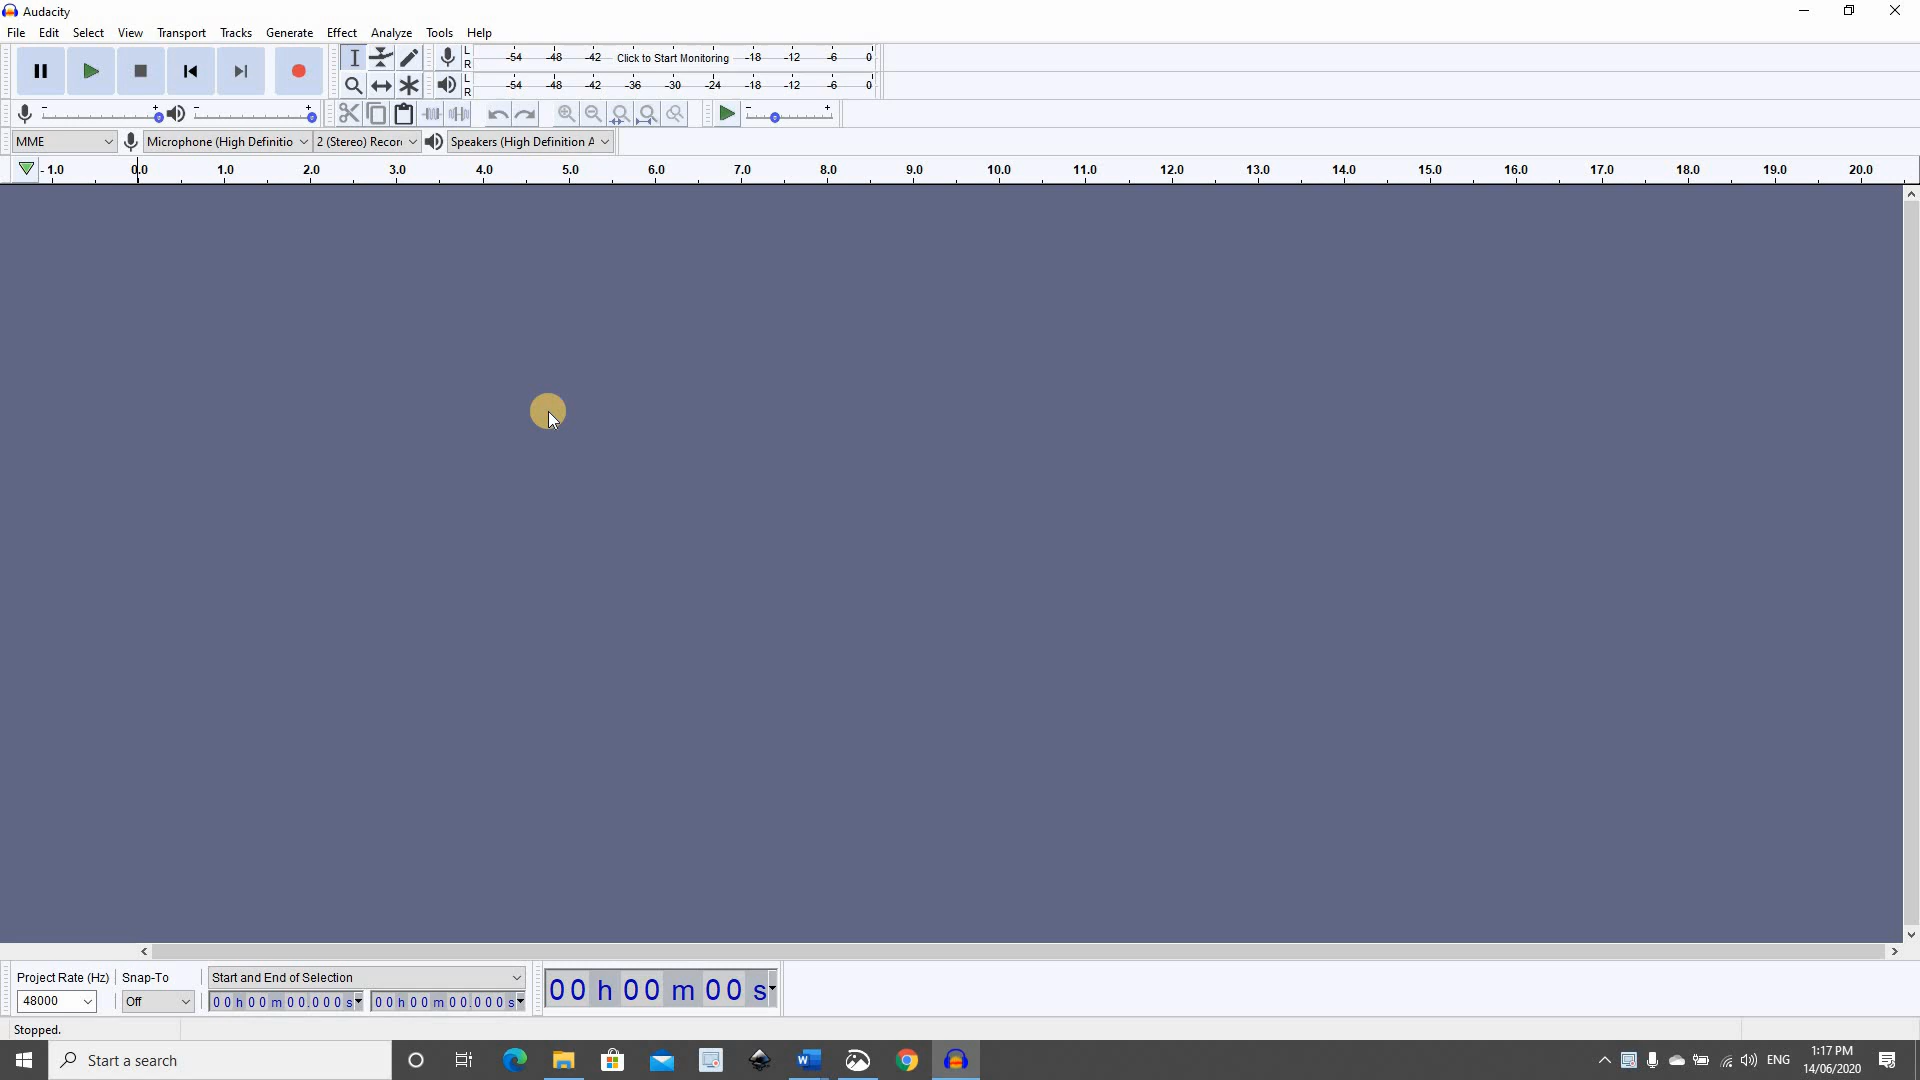 Audacity
File Edit Select View Transport Tracks Generate Effect Analyze Tools Help
L R -54 -48 -42 Click to Start Monitoring -18 -12 -6 0
L R -54 -48 -42 -36 -30 -24 -18 -12 -6 0
- + - + - +
MME Microphone (High Definitio 2 (Stereo) Recor Speakers (High Definition A
- 1.0 0.0 1.0 2.0 3.0 4.0 5.0 6.0 7.0 8.0 9.0 10.0 11.0 12.0 13.0 14.0 15.0 16.0 17.0 18.0 19.0 20.0
Project Rate (Hz) Snap-To Start and End of Selection
48000 Off 00 h 00 m 00.000 s 00 h 00 m 00.000 s
00 h 00 m 00 s
Stopped.
Start a search
ENG
1:17 PM
14/06/2020